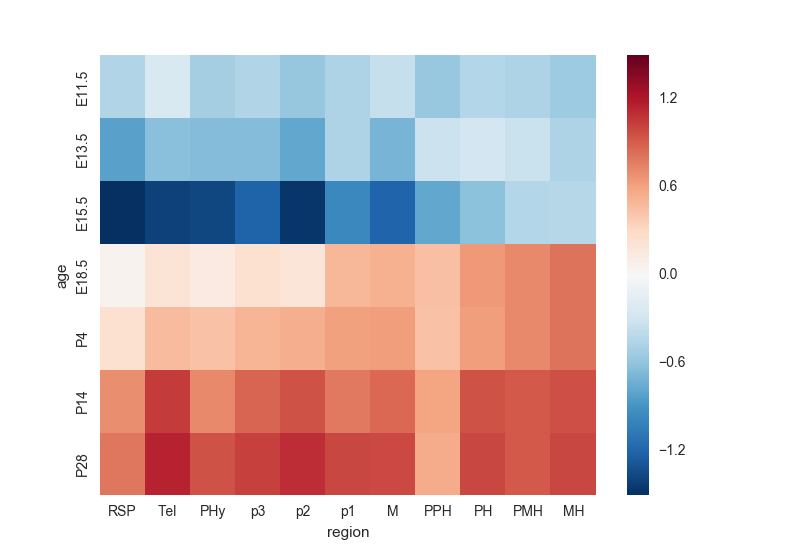 E11.5
E13.5
E15.5
E18.5
P4
P14
P28
age
RSP Tel PHy p3 p2 p1 M PPH PH PMH MH
region
1.2
0.6
0.0
−0.6
−1.2